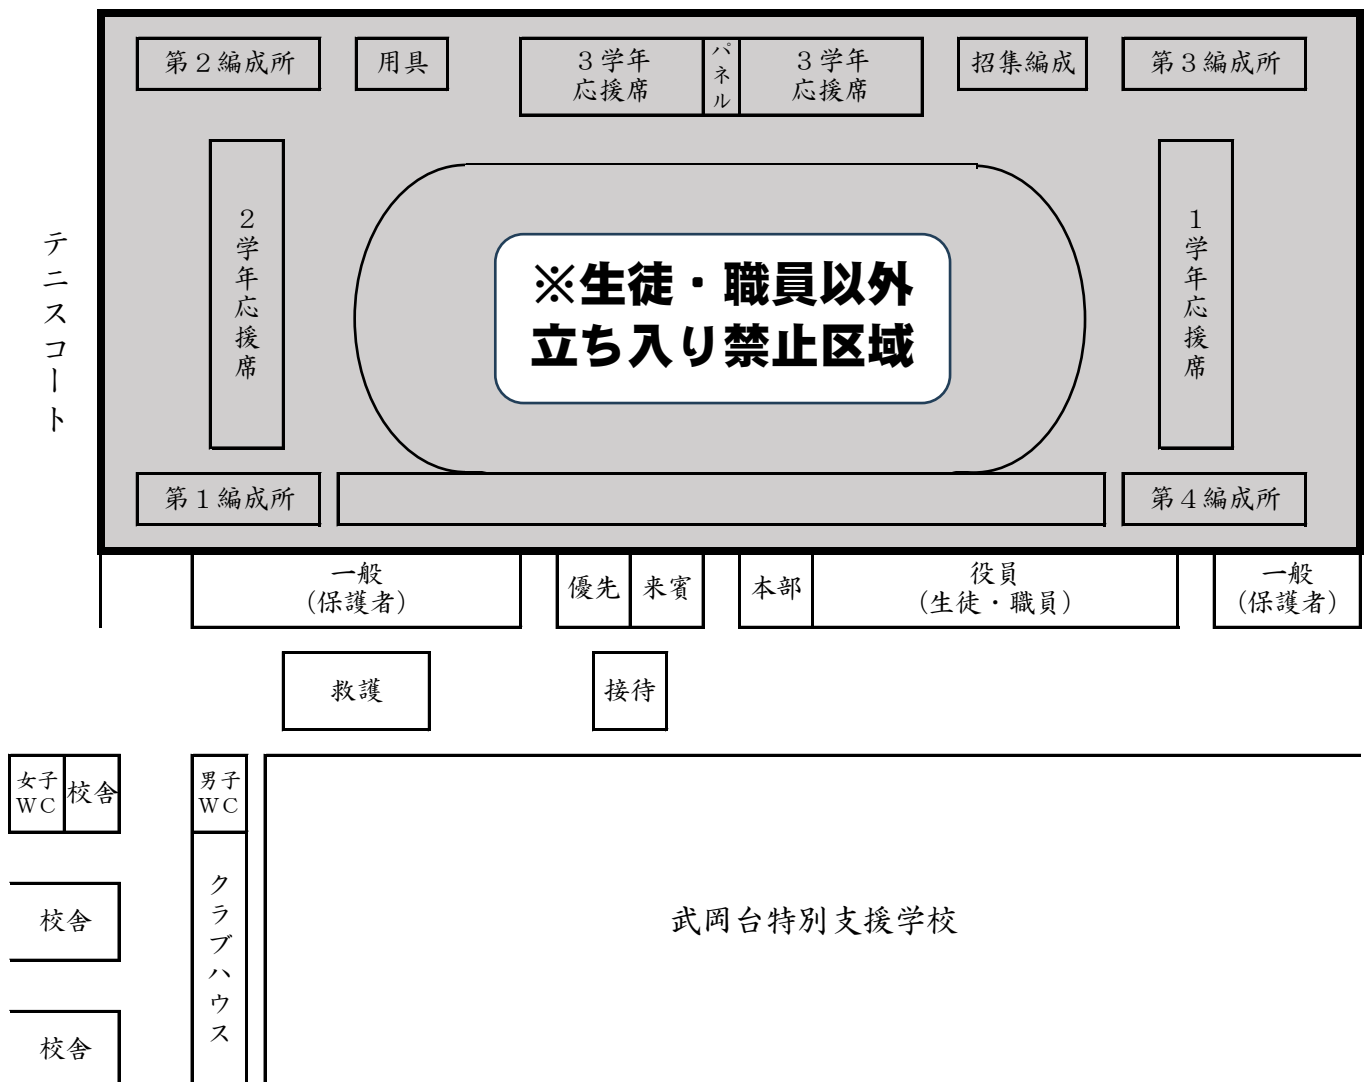 第2編成所
用具
3学年
応援席
パネル
3学年
応援席
招集編成
第3編成所
テニスコート
2学年応援席
※生徒・職員以外
立ち入り禁止区域
1学年応援席
第1編成所
第4編成所
一般
(保護者)
優先
来賓
本部
役員
(生徒・職員)
一般
(保護者)
救護
接待
女子
WC
校舎
男子
WC
クラブハウス
校舎
武岡台特別支援学校
校舎